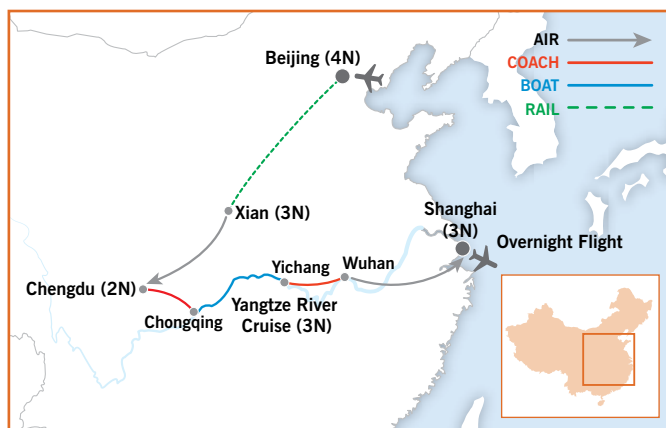 AIR
COACH
BOAT
RAIL
Beijing (4N)
Xian (3N)
Shanghai
(3N)
Overnight Flight
Chengdu (2N)
Chongqing
Yichang
Wuhan
Yangtze River
Cruise (3N)